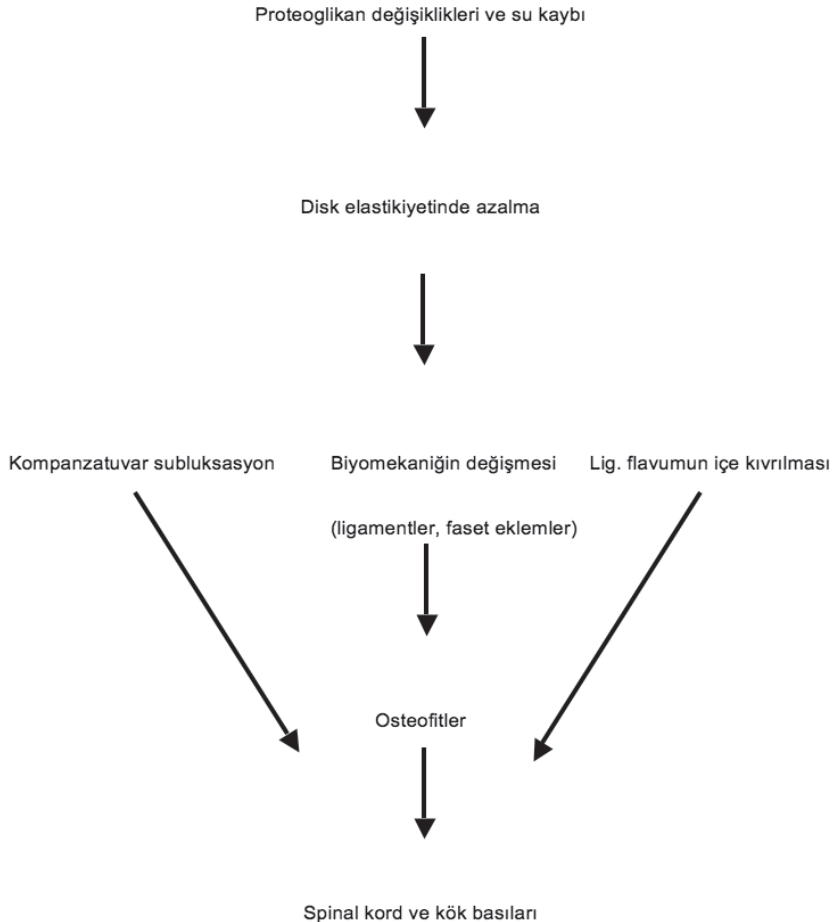 Proteoglikan değişiklikleri ve su kaybı
Disk elastikiyetinde azalma
Kompanzatuvar subluksasyon
Biyomekaniğin değişmesi
Lig. flavumun içe kıvrılması
(ligamentler, faset eklemler)
Osteofitler
Spinal kord ve kök basıları